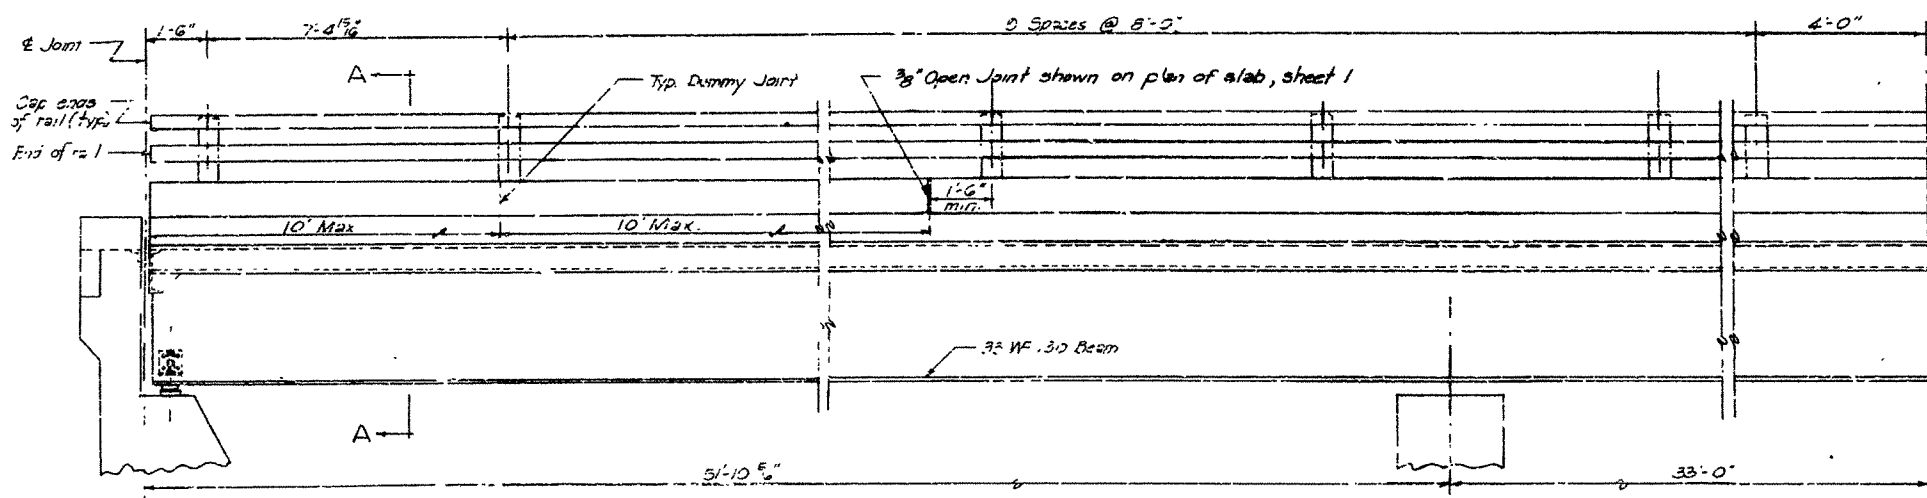 1'-6"
7'-4 15/16"
9 Spaces @ 8'-0"
4'-0"
℄ Joint
A
Typ. Dummy Joint
3/8" Open Joint shown on plan of slab, sheet 1
Cap ends
of rail (typ.)
End of rail
1'-6"
min.
10' Max
10' Max.
33 WF 130 Beam
A
51'-10 15/16"
33'-0"